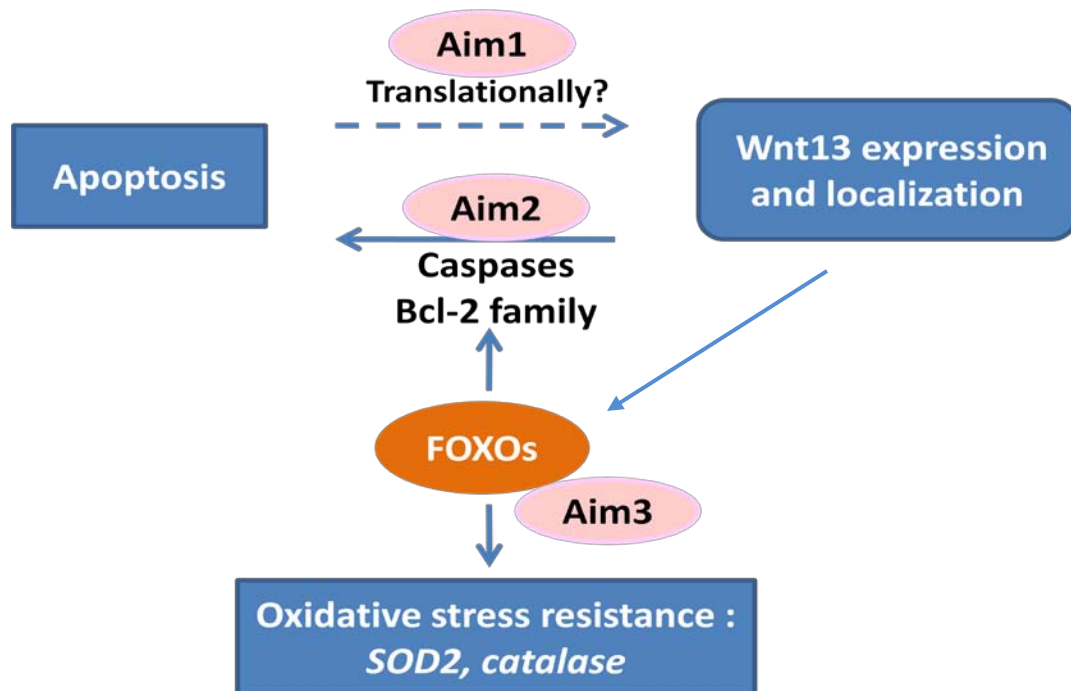 Aim1
Translationally?
Apoptosis
Wnt13 expression
and localization
Aim2
Caspases
Bcl-2 family
FOXOs
Aim3
Oxidative stress resistance :
SOD2, catalase